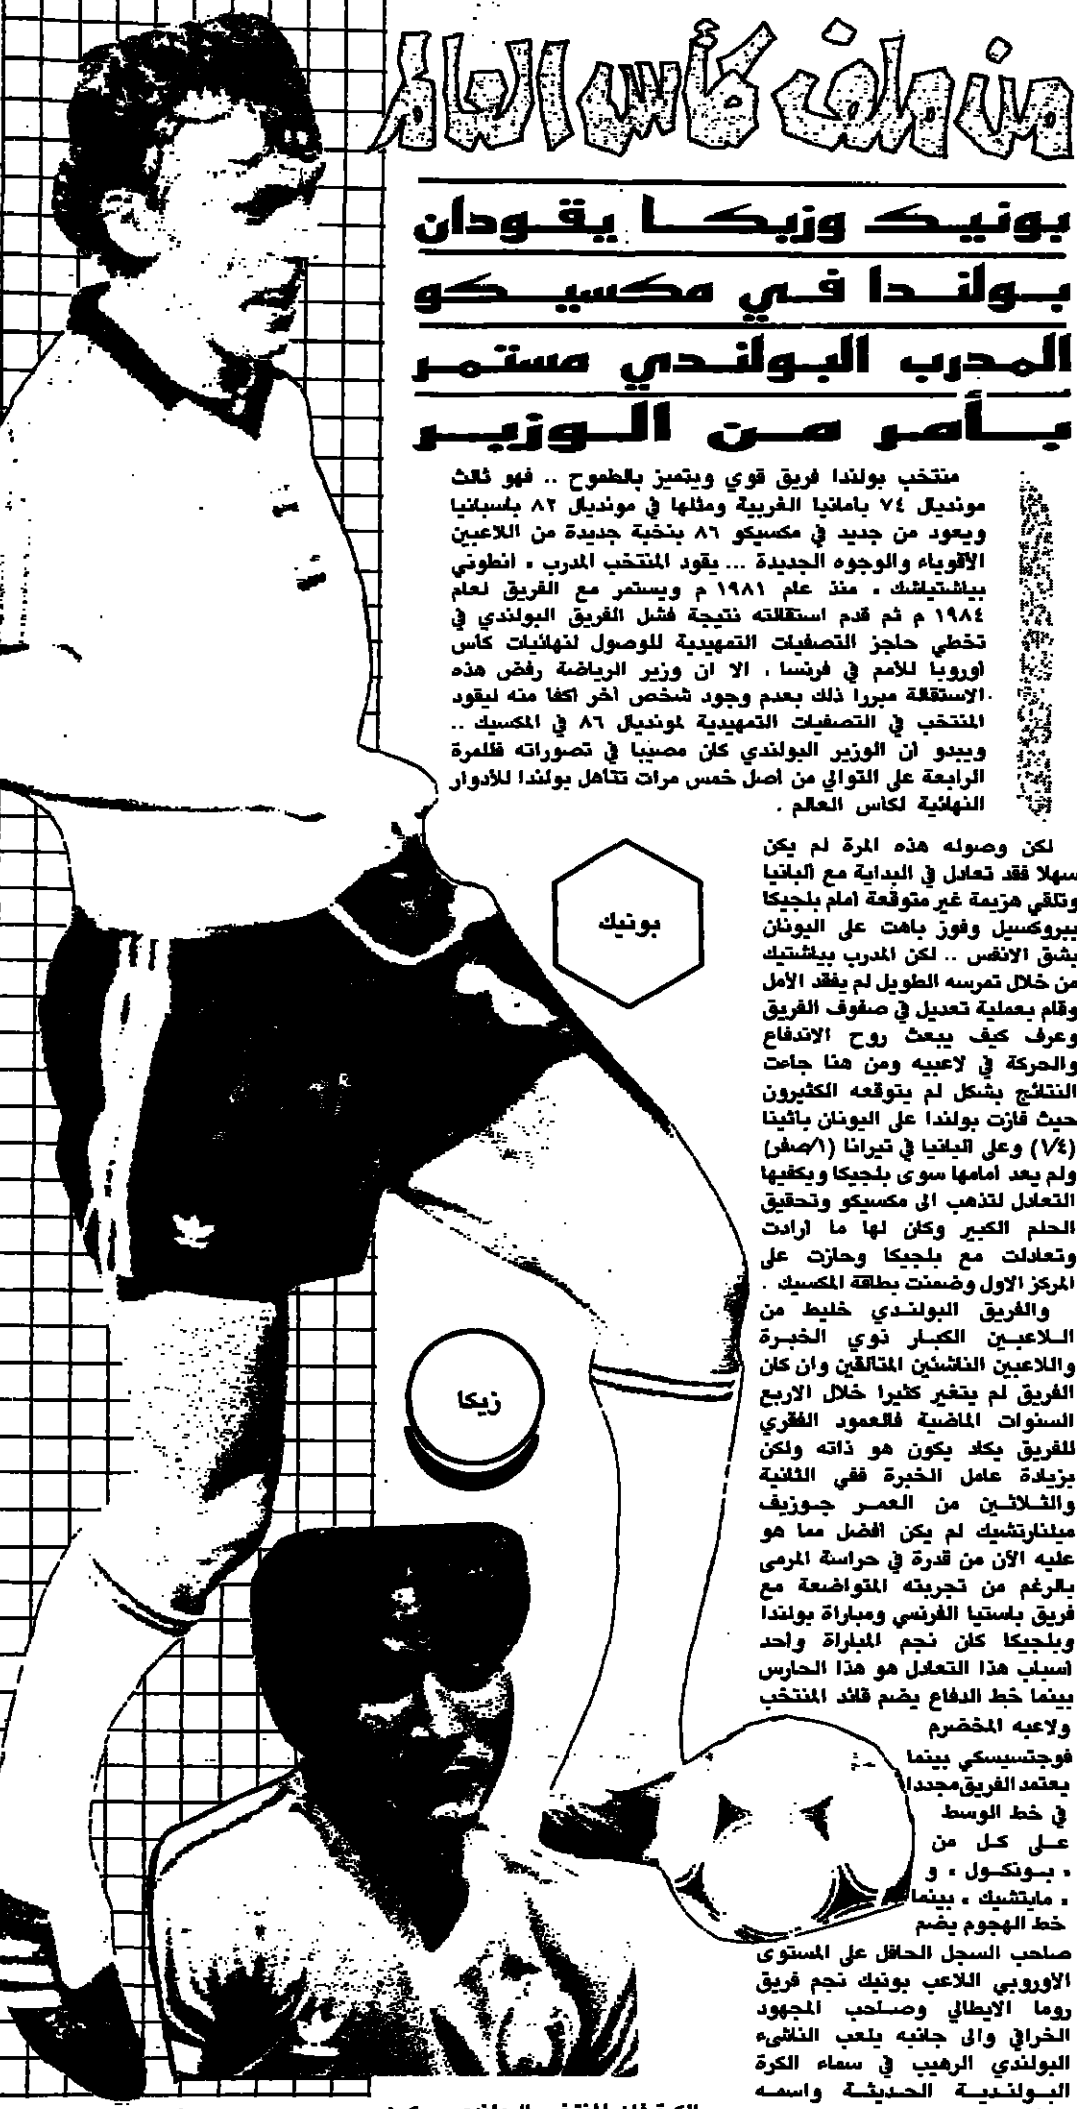 من ملف كأس العالم
بونيك وزيكا يقودان
بولندا في مكسيكو
المدرب البولندي مستمر
بأمر من الوزير
منتخب بولندا فريق قوي ويتميز بالطموح .. فهو ثالث
مونديال ٧٤ بامانيا الغربية ومثلها في مونديال ٨٢ باسبانيا
ويعود من جديد في مكسيكو ٨٦ بنخبة جديدة من اللاعبين
الأقوياء والوجوه الجديدة ... يقود المنتخب المدرب « انطوني
بياشتياشك » منذ عام ١٩٨١ م ويستمر مع الفريق لعام
١٩٨٤ م ثم قدم استقالته نتيجة فشل الفريق البولندي في
تخطي حاجز التصفيات التمهيدية للوصول لنهائيات كاس
اوروبا للأمم في فرنسا ، الا ان وزير الرياضة رفض هذه
الاستقالة مبررا ذلك بعدم وجود شخص آخر اكفا منه ليقود
المنتخب في التصفيات التمهيدية لمونديال ٨٦ في المكسيك ..
ويبدو أن الوزير البولندي كان مصيبا في تصوراته فللمرة
الرابعة على التوالي من أصل خمس مرات تتأهل بولندا للأدوار
النهائية لكاس العالم .
لكن وصوله هذه المرة لم يكن
سهلا فقد تعادل في البداية مع ألبانيا
وتلقي هزيمة غير متوقعة امام بلجيكا
ببروكسيل وفوز باهت على اليونان
بشق الانفس .. لكن المدرب بياشتيك
من خلال تمرسه الطويل لم يفقد الأمل
وقام بعملية تعديل في صفوف الفريق
وعرف كيف يبعث روح الاندفاع
والحركة في لاعبيه ومن هنا جاءت
النتائج بشكل لم يتوقعه الكثيرون
حيث فازت بولندا على اليونان باثينا
(١/٤) وعلى البانيا في تيرانا (١/صفر)
ولم يعد أمامها سوى بلجيكا ويكفيها
التعادل لتذهب الى مكسيكو وتحقيق
الحلم الكبير وكان لها ما أرادت
وتعادلت مع بلجيكا وحازت على
المركز الاول وضمنت بطاقة المكسيك .
والفريق البولندي خليط من
اللاعبين الكبار نوي الخبرة
واللاعبين الناشئين المتالقين وان كان
الفريق لم يتغير كثيرا خلال الاربع
السنوات الماضية فالعمود الفقري
للفريق يكاد يكون هو ذاته ولكن
بزيادة عامل الخبرة ففي الثانية
والثلاثين من العمر جوزيف
ميلنارتشيك لم يكن أفضل مما هو
عليه الآن من قدرة في حراسة المرمى
بالرغم من تجربته المتواضعة مع
فريق باستيا الفرنسي ومباراة بولندا
وبلجيكا كان نجم المباراة واحد
اسباب هذا التعادل هو هذا الحارس
بينما خط الدفاع يضم قائد المنتخب
ولاعبه المخضرم
فوجتسيسكي بينما
يعتمد الفريق مجددا
في خط الوسط
على كل من
« بونكول » و
« مايتشيك » بينما
خط الهجوم يضم
صاحب السجل الحافل على المستوى
الاوروبي اللاعب بونيك نجم فريق
روما الايطالي وصاحب المجهود
الخرافي والى جانبه يلعب الناشىء
البولندي الرهيب في سماء الكرة
البولندية الحديثة واسمه
بونيك
زيكا